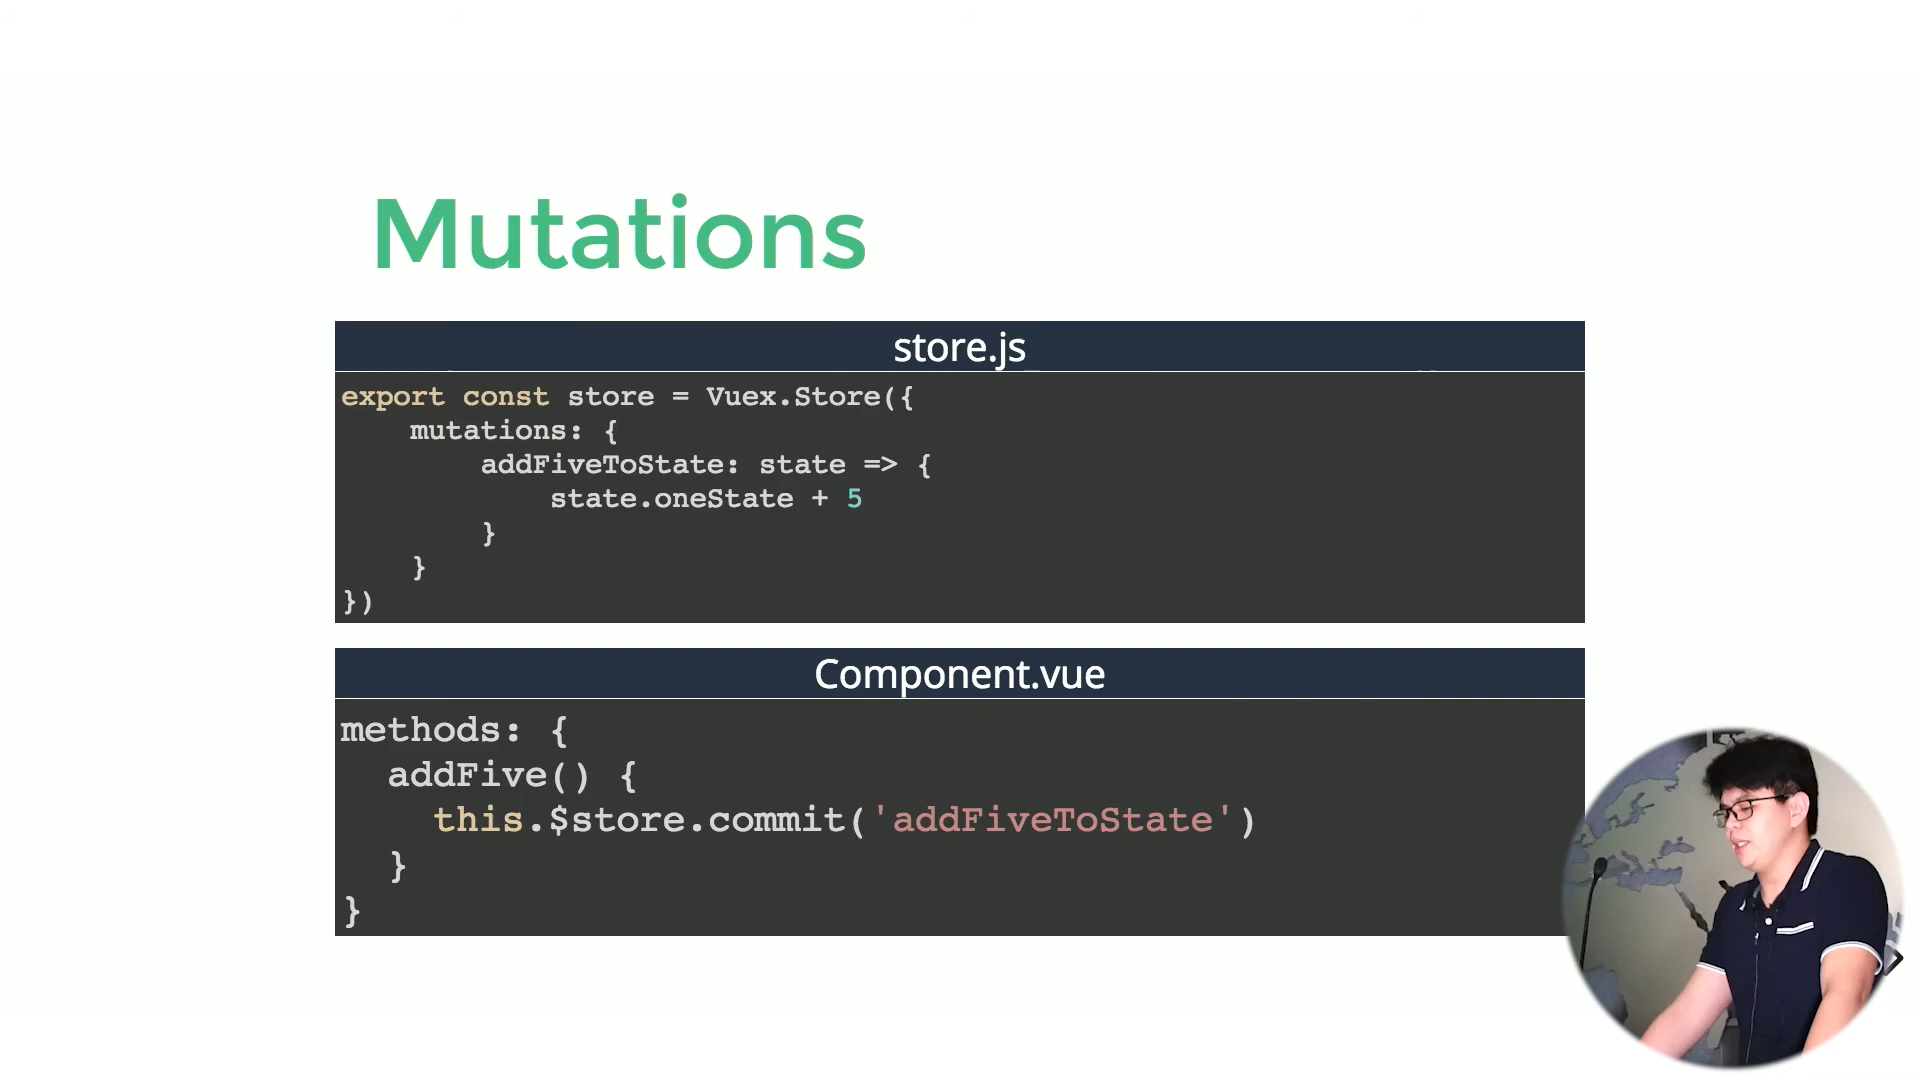 Mutations
store.js
export const store = Vuex.Store({
    mutations: {
        addFiveToState: state => {
            state.oneState + 5
        }
    }
})
Component.vue
methods: {
  addFive() {
    this.$store.commit('addFiveToState')
  }
}